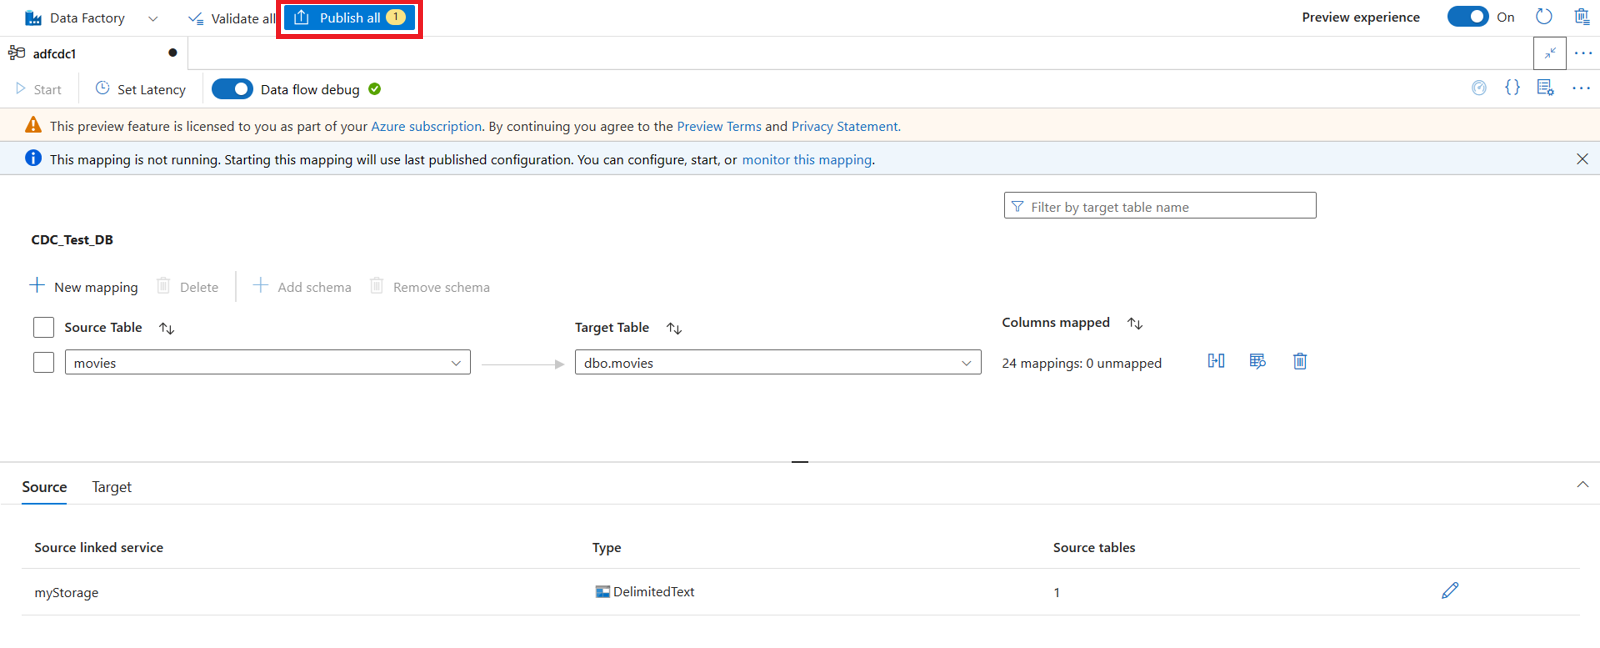 Data Factory Validate all Publish all 1 Preview experience On
adfcdc1
Start Set Latency Data flow debug
This preview feature is licensed to you as part of your Azure subscription. By continuing you agree to the Preview Terms and Privacy Statement.
This mapping is not running. Starting this mapping will use last published configuration. You can configure, start, or monitor this mapping.
Filter by target table name
CDC_Test_DB
New mapping Delete Add schema Remove schema
Source Table Target Table Columns mapped
movies dbo.movies 24 mappings: 0 unmapped
Source Target
Source linked service Type Source tables
myStorage DelimitedText 1